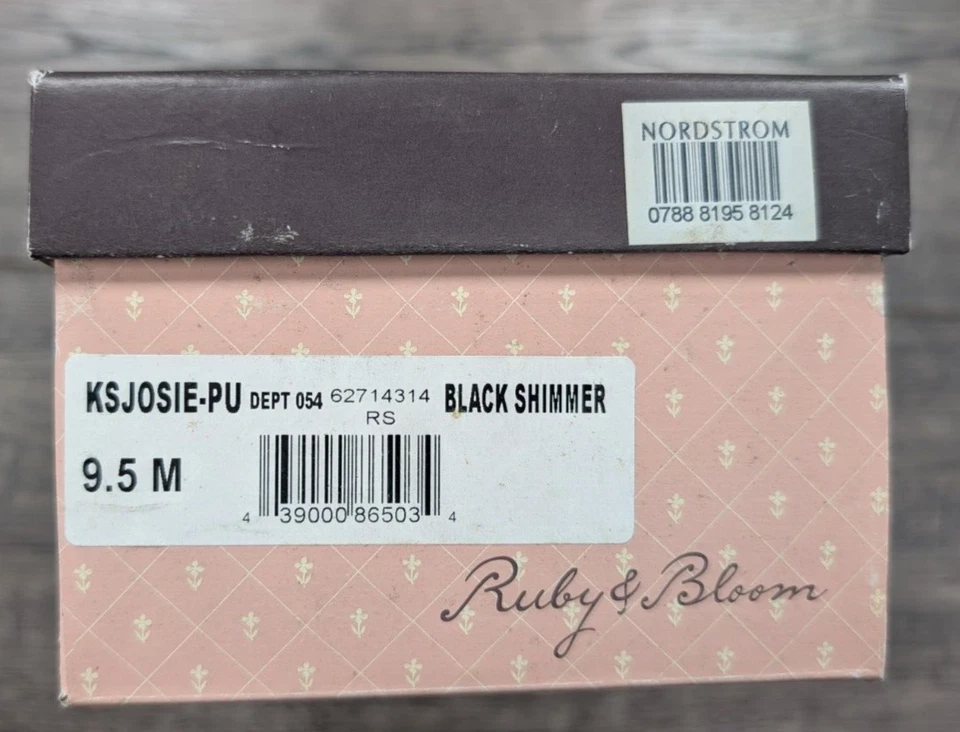 NORDSTROM
0788 8195 8124
KSJOSIE-PU DEPT 054 62714314 BLACK SHIMMER
RS
9.5 M
4 39000 86503 4
Ruby & Bloom